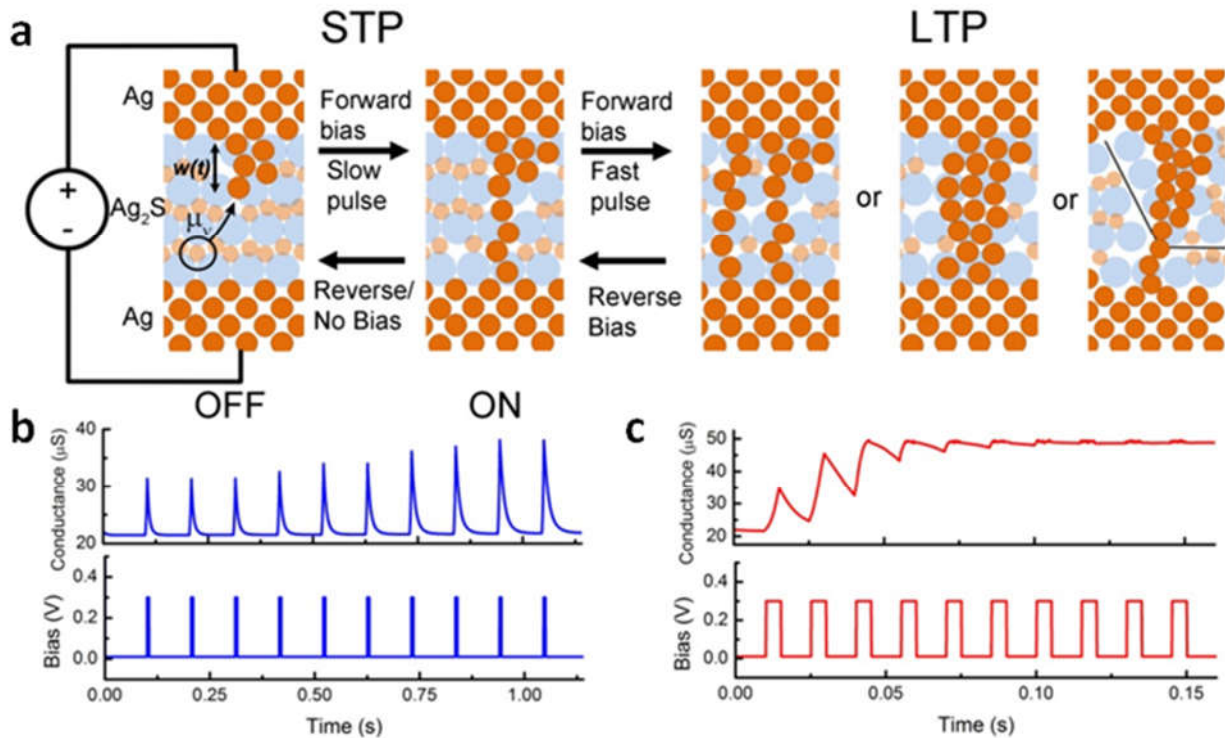 a
STP
LTP
Ag
Ag₂S
Ag
+
-
w(t)
μᵥ
Forward
bias
Slow
pulse
Reverse/
No Bias
Forward
bias
Fast
pulse
Reverse
Bias
or
or
OFF
ON
b
Conductance (μS)
40
30
20
Bias (V)
0.4
0.2
0.0
0.00
0.25
0.50
0.75
1.00
Time (s)
c
Conductance (μS)
50
40
30
20
Bias (V)
0.4
0.2
0.0
0.00
0.05
0.10
0.15
Time (s)